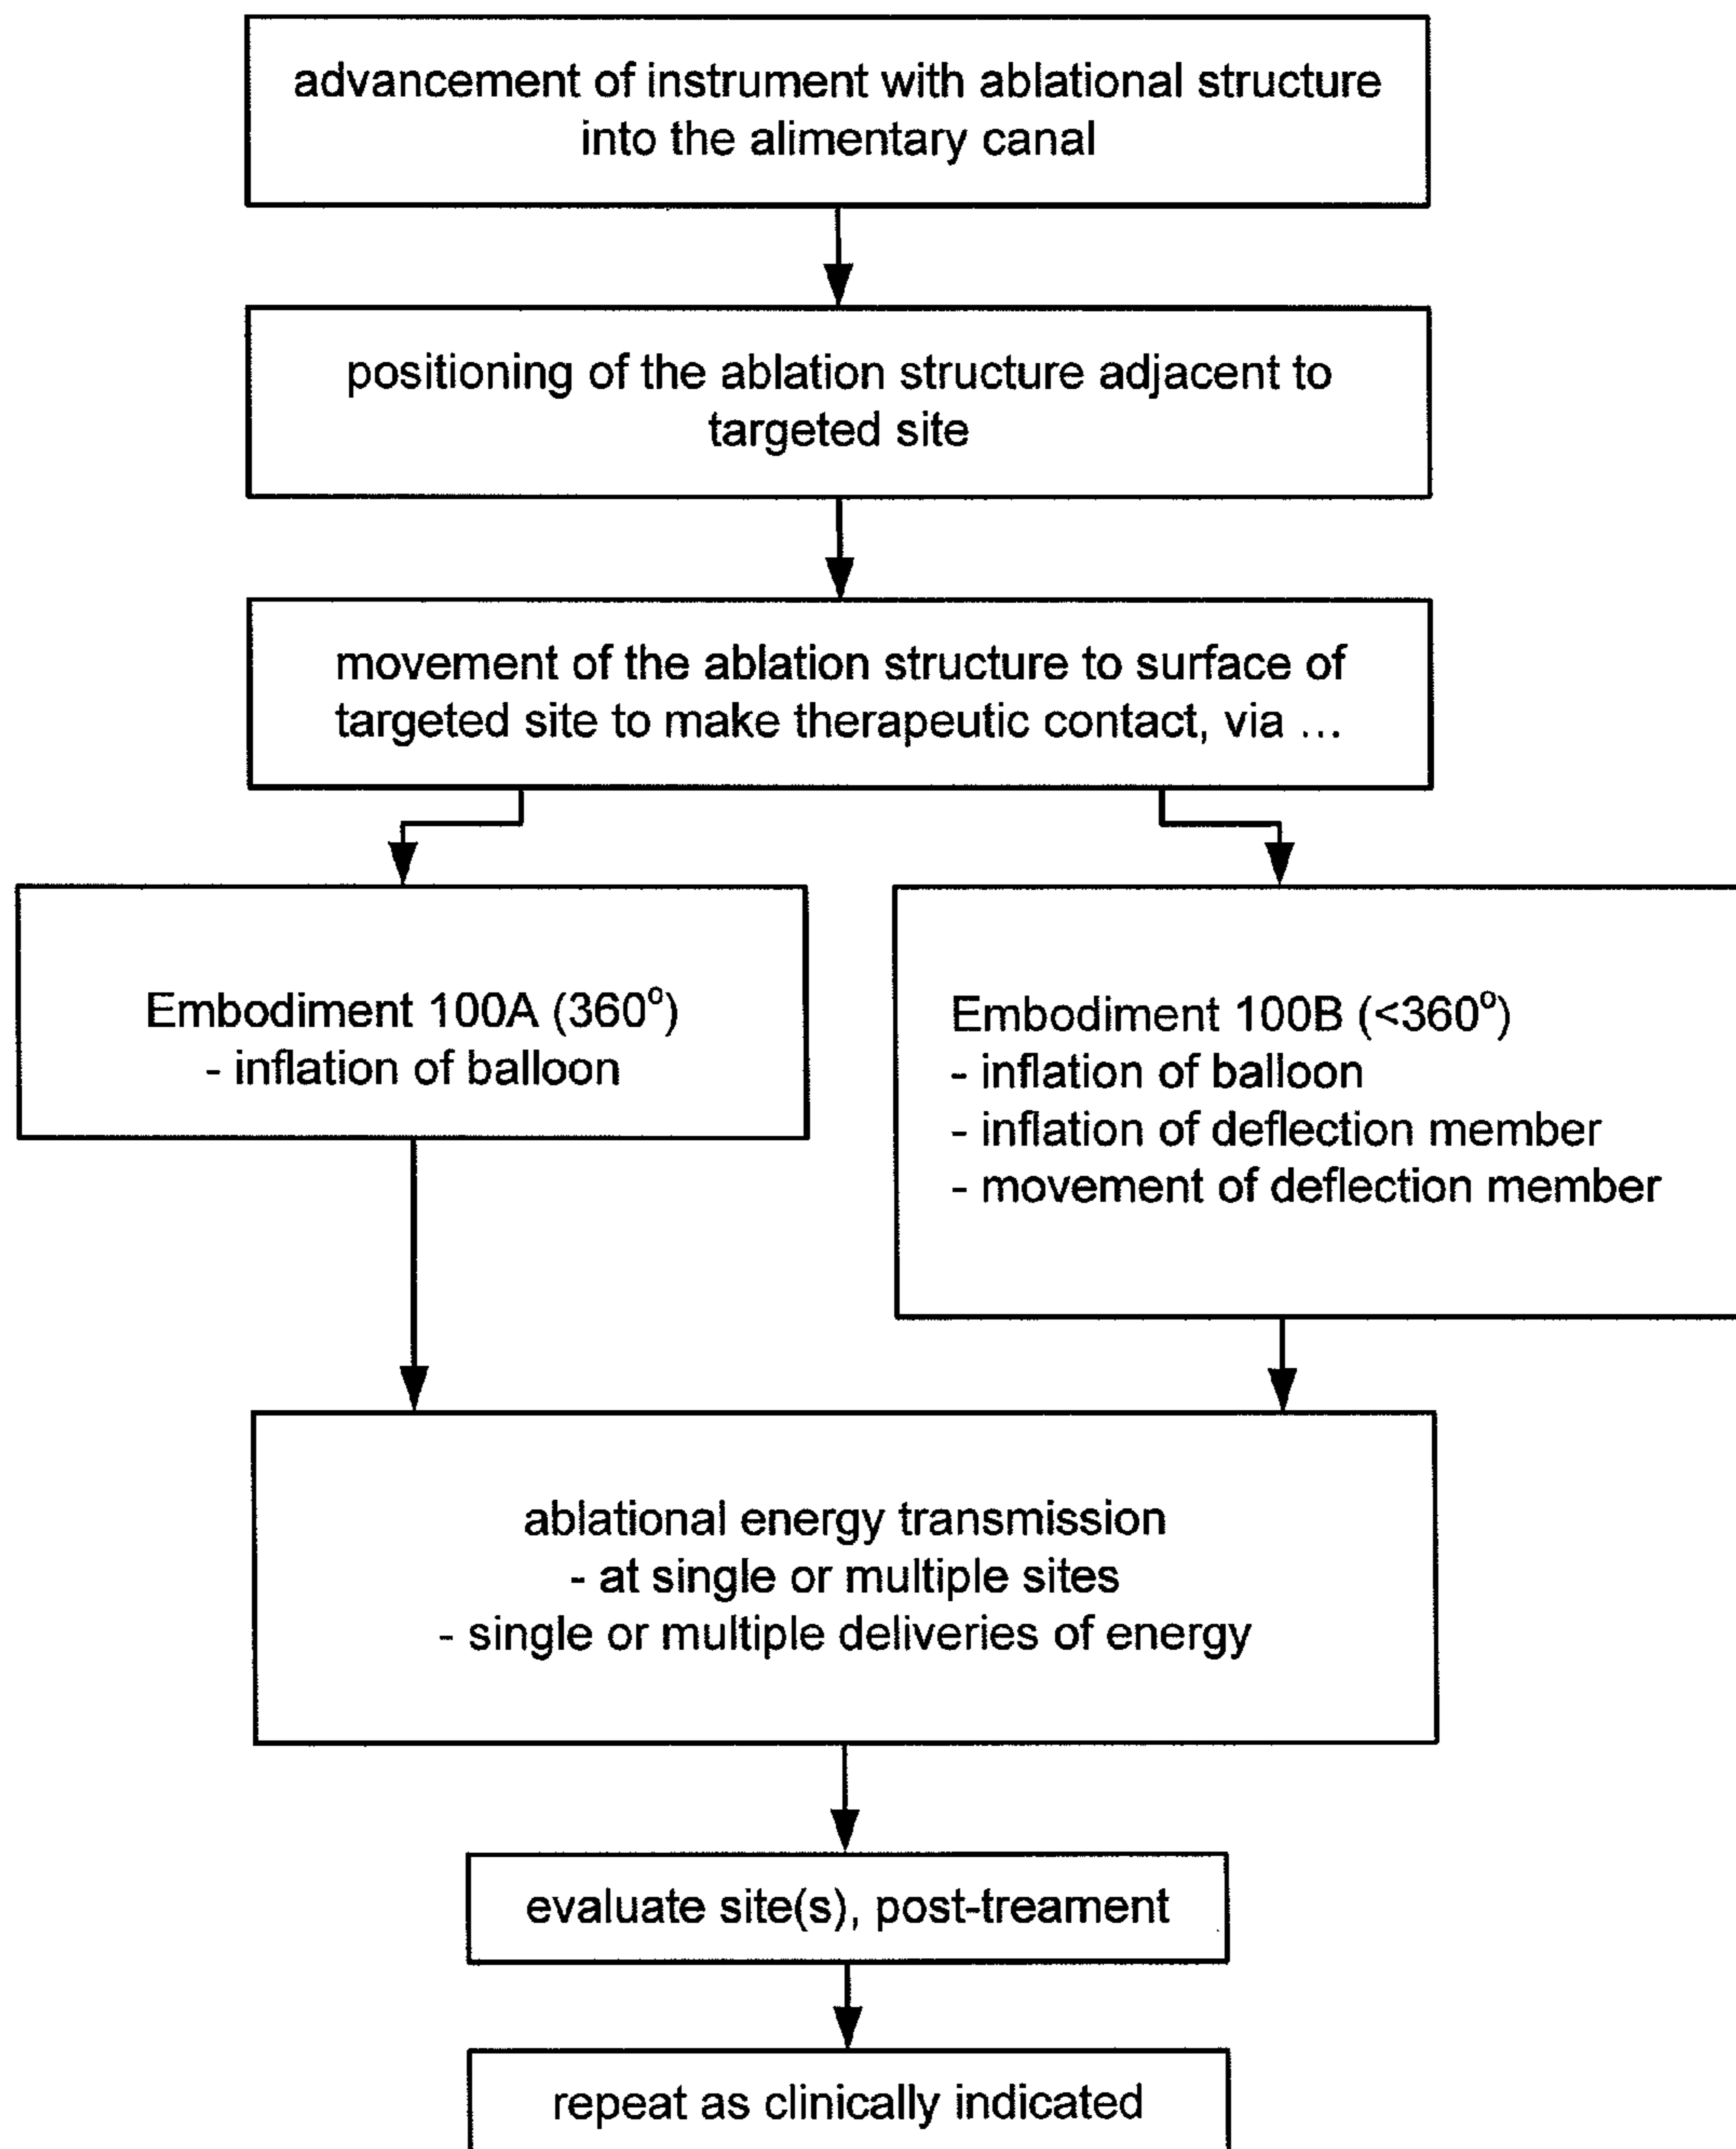 advancement of instrument with ablational structure
into the alimentary canal
positioning of the ablation structure adjacent to
targeted site
movement of the ablation structure to surface of
targeted site to make therapeutic contact, via ...
Embodiment 100A (360°)
- inflation of balloon
Embodiment 100B (<360°)
- inflation of balloon
- inflation of deflection member
- movement of deflection member
ablational energy transmission
- at single or multiple sites
- single or multiple deliveries of energy
evaluate site(s), post-treament
repeat as clinically indicated